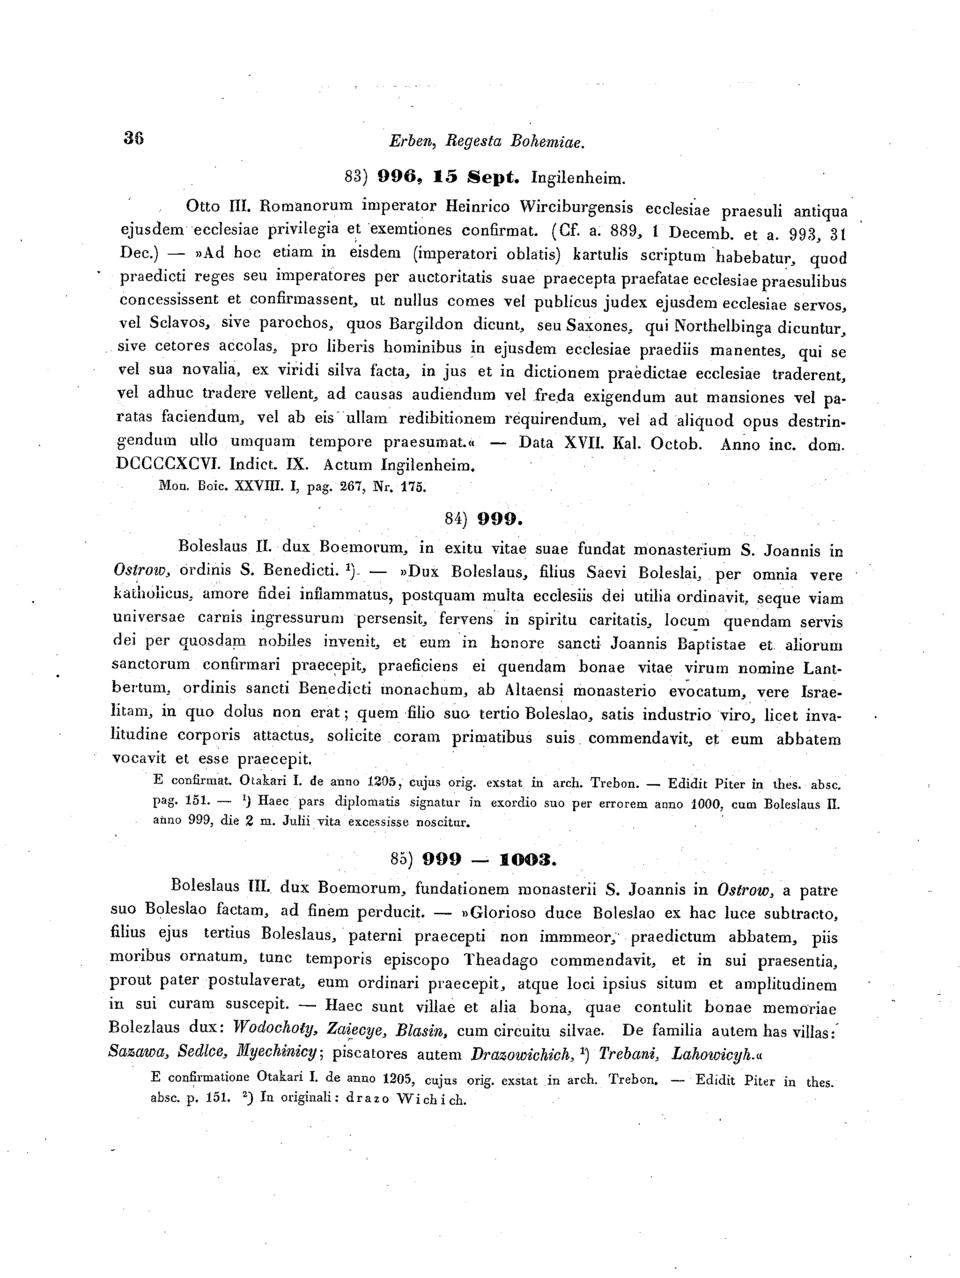 36 Erben, Regesta Bohemiae.
83) 996, 15 Sept. Ingilenheim.
Otto III. Romanorum imperator Heinrico Wirciburgensis ecclesiae praesuli antiqua
ejusdem ecclesiae privilegia et exemtiones confirmat. (Cf. a. 889, 1 Decemb. et a. 993, 31
Dec.) — »Ad hoc etiam in eisdem (imperatori oblatis) kartulis scriptum habebatur, quod
praedicti reges seu imperatores per auctoritatis suae praecepta praefatae ecclesiae praesulibus
concessissent et confirmassent, ut nullus comes vel publicus judex ejusdem ecclesiae servos,
vel Sclavos, sive parochos, quos Bargildon dicunt, seu Saxones, qui Northelbinga dicuntur,
sive cetores accolas, pro liberis hominibus in ejusdem ecclesiae praediis manentes, qui se
vel sua novalia, ex viridi silva facta, in jus et in dictionem praedictae ecclesiae traderent,
vel adhuc tradere vellent, ad causas audiendum vel freda exigendum aut mansiones vel pa-
ratas faciendum, vel ab eis ullam redibitionem requirendum, vel ad aliquod opus destrin-
gendum ullo umquam tempore praesumat.« — Data XVII. Kal. Octob. Anno inc. dom.
DCCCCXCVI. Indict. IX. Actum Ingilenheim.
Mon. Boic. XXVIII. I, pag. 267, Nr. 175.
84) 999.
Boleslaus II. dux Boemorum, in exitu vitae suae fundat monasterium S. Joannis in
Ostrow, ordinis S. Benedicti. ¹). — »Dux Boleslaus, filius Saevi Boleslai, per omnia vere
katholicus, amore fidei inflammatus, postquam multa ecclesiis dei utilia ordinavit, seque viam
universae carnis ingressurum persensit, fervens in spiritu caritatis, locum quendam servis
dei per quosdam nobiles invenit, et eum in honore sancti Joannis Baptistae et aliorum
sanctorum confirmari praecepit, praeficiens ei quendam bonae vitae virum nomine Lant-
bertum, ordinis sancti Benedicti monachum, ab Altaensi monasterio evocatum, vere Israe-
litam, in quo dolus non erat; quem filio suo tertio Boleslao, satis industrio viro, licet inva-
litudine corporis attactus, solicite coram primatibus suis commendavit, et eum abbatem
vocavit et esse praecepit.
E confirmat. Otakari I. de anno 1205, cujus orig. exstat in arch. Trebon. — Edidit Piter in thes. absc.
pag. 151. — ¹) Haec pars diplomatis signatur in exordio suo per errorem anno 1000, cum Boleslaus II.
anno 999, die 2 m. Julii vita excessisse noscitur.
85) 999 — 1003.
Boleslaus III. dux Boemorum, fundationem monasterii S. Joannis in Ostrow, a patre
suo Boleslao factam, ad finem perducit. — »Glorioso duce Boleslao ex hac luce subtracto,
filius ejus tertius Boleslaus, paterni praecepti non immmeor, praedictum abbatem, piis
moribus ornatum, tunc temporis episcopo Theadago commendavit, et in sui praesentia,
prout pater postulaverat, eum ordinari praecepit, atque loci ipsius situm et amplitudinem
in sui curam suscepit. — Haec sunt villae et alia bona, quae contulit bonae memoriae
Bolezlaus dux: Wodochoty, Zaiecye, Blasin, cum circuitu silvae. De familia autem has villas:
Sazawa, Sedlce, Myechinicy; piscatores autem Drazowichich, ²) Trebani, Lahowicyh.«
E confirmatione Otakari I. de anno 1205, cujus orig. exstat in arch. Trebon. — Edidit Piter in thes.
absc. p. 151. ²) In originali: drazo Wichich.